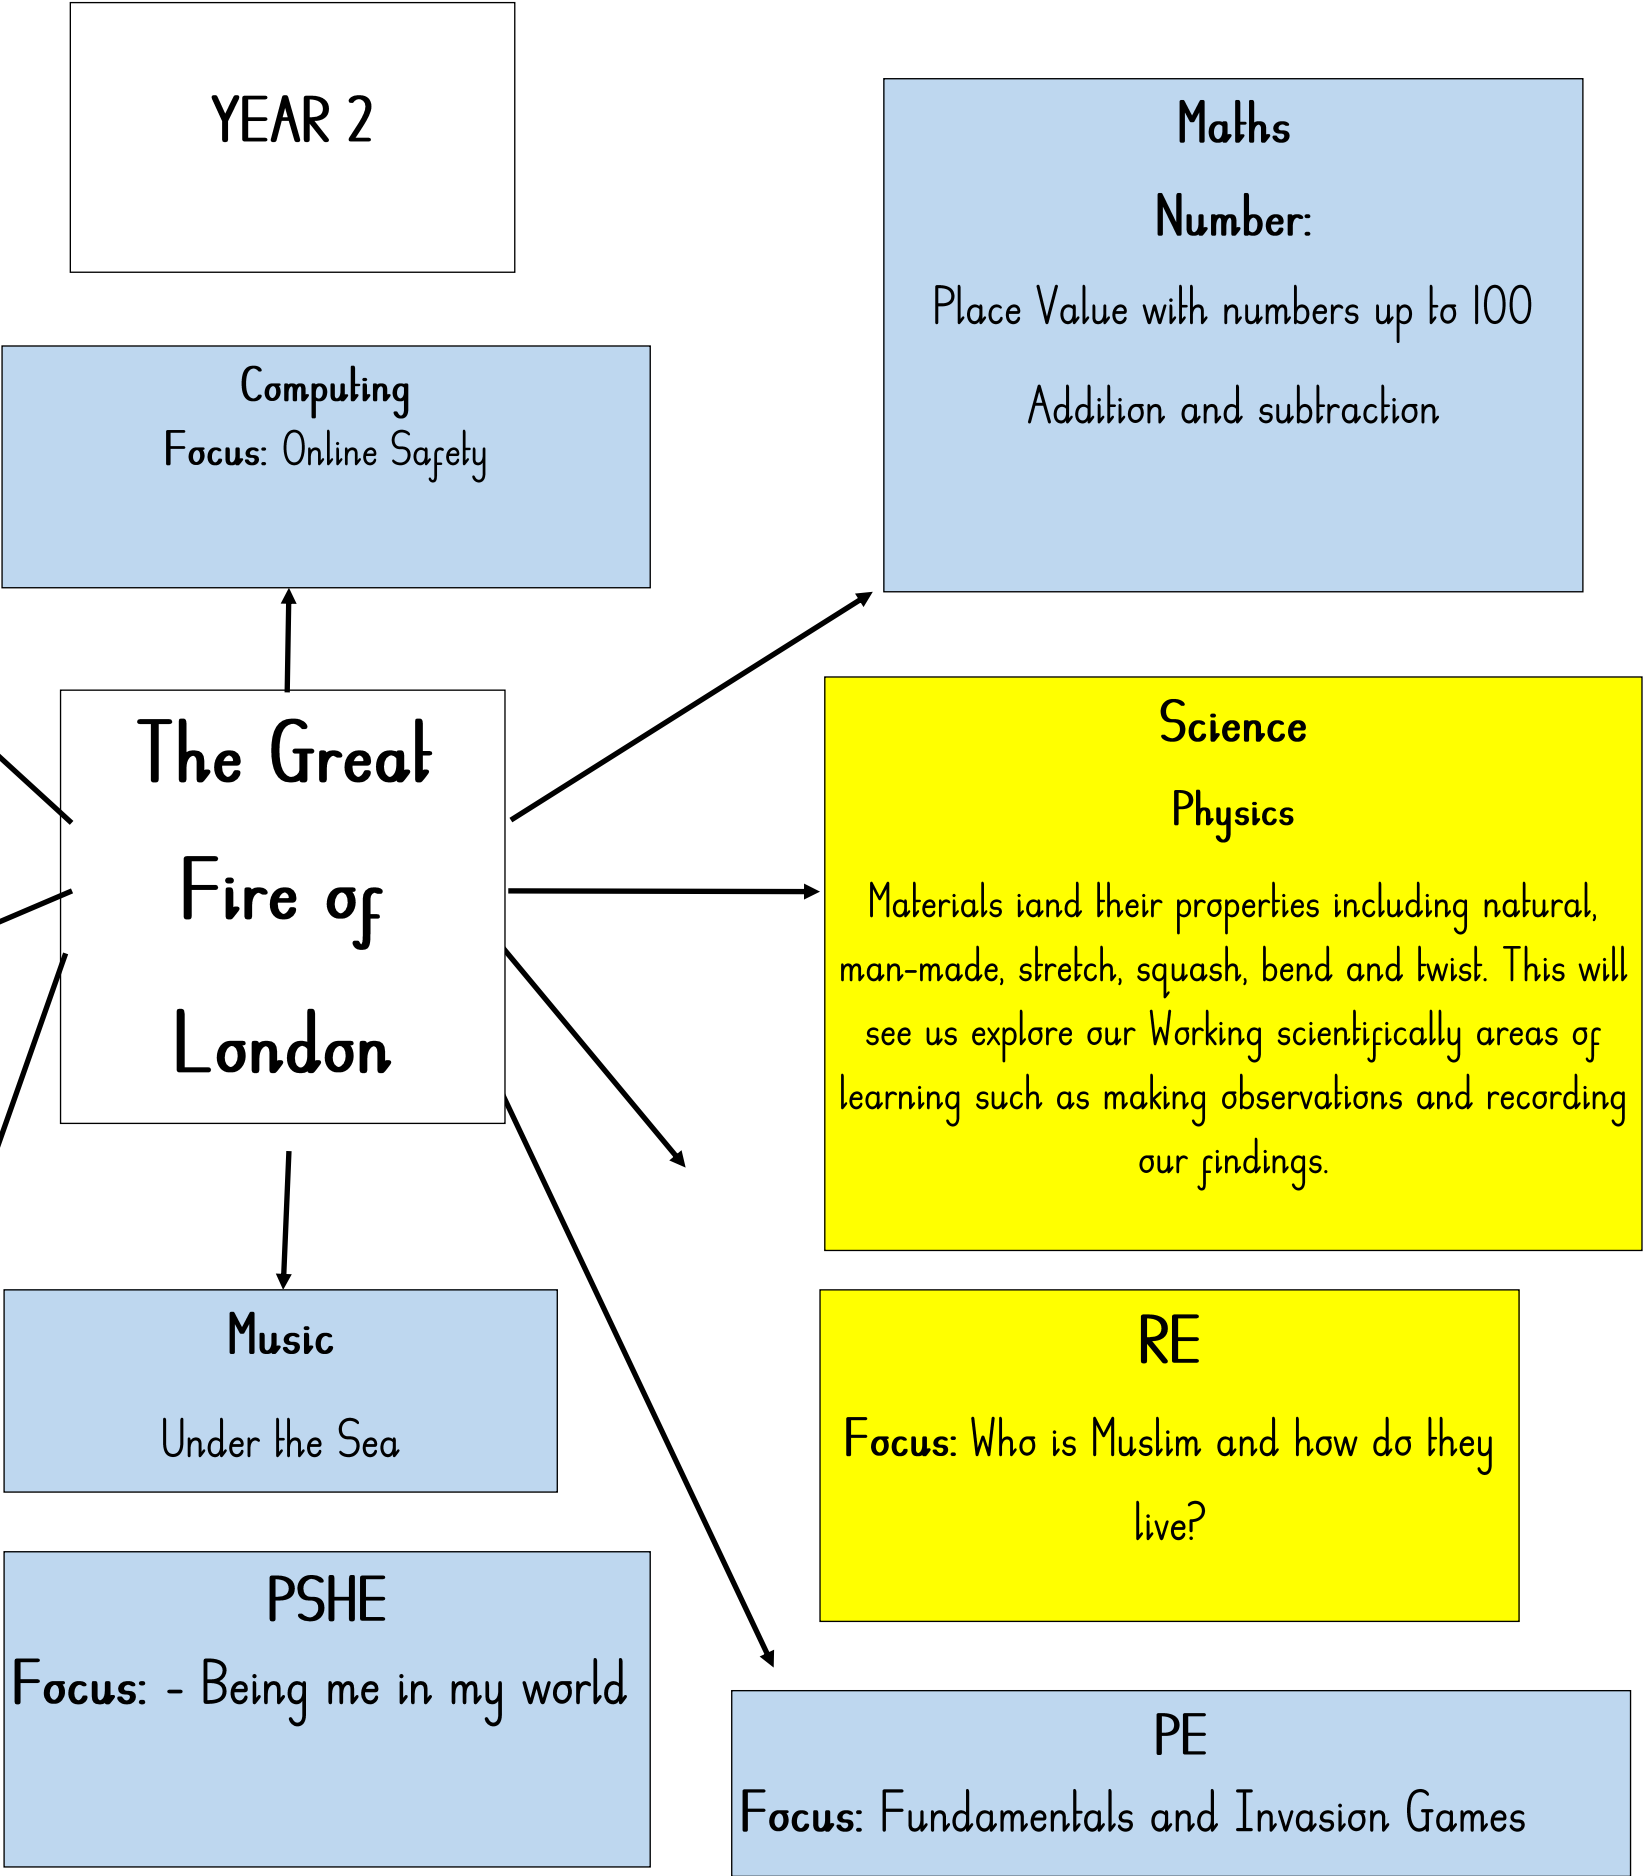 YEAR 2
Maths
Number:
Place Value with numbers up to 100
Addition and subtraction
Computing
Focus: Online Safety
The Great
Fire of
London
Science
Physics
Materials iand their properties including natural,
man-made, stretch, squash, bend and twist. This will
see us explore our Working scientifically areas of
learning such as making observations and recording
our findings.
Music
Under the Sea
RE
Focus: Who is Muslim and how do they
live?
PSHE
Focus: - Being me in my world
PE
Focus: Fundamentals and Invasion Games